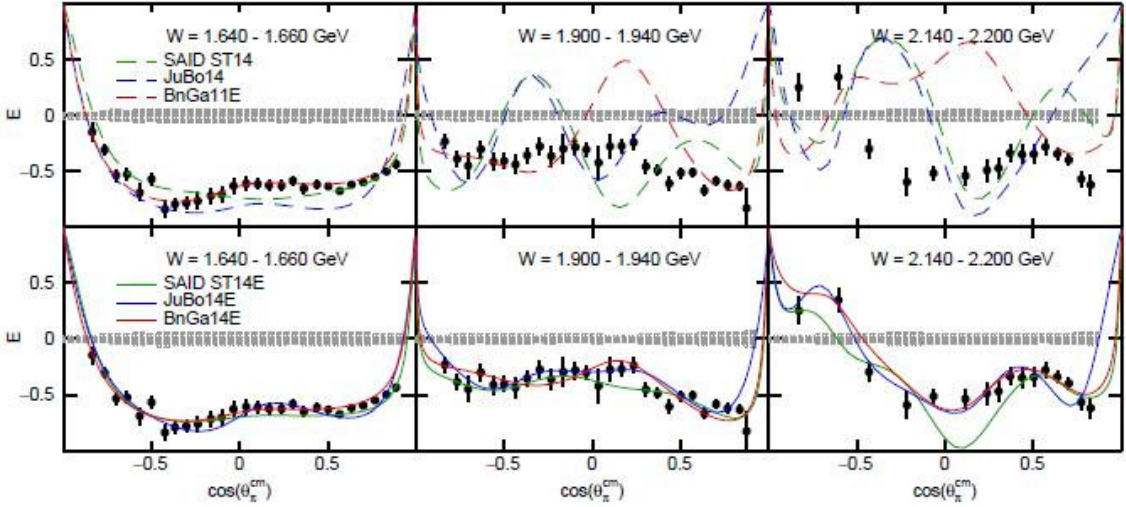 W = 1.640 - 1.660 GeV
W = 1.900 - 1.940 GeV
W = 2.140 - 2.200 GeV
SAID ST14
JuBo14
BnGa11E
E
0.5
0
−0.5
W = 1.640 - 1.660 GeV
W = 1.900 - 1.940 GeV
W = 2.140 - 2.200 GeV
SAID ST14E
JuBo14E
BnGa14E
E
0.5
0
−0.5
−0.5 0 0.5 −0.5 0 0.5 −0.5 0 0.5
cos(θπcm) cos(θπcm) cos(θπcm)